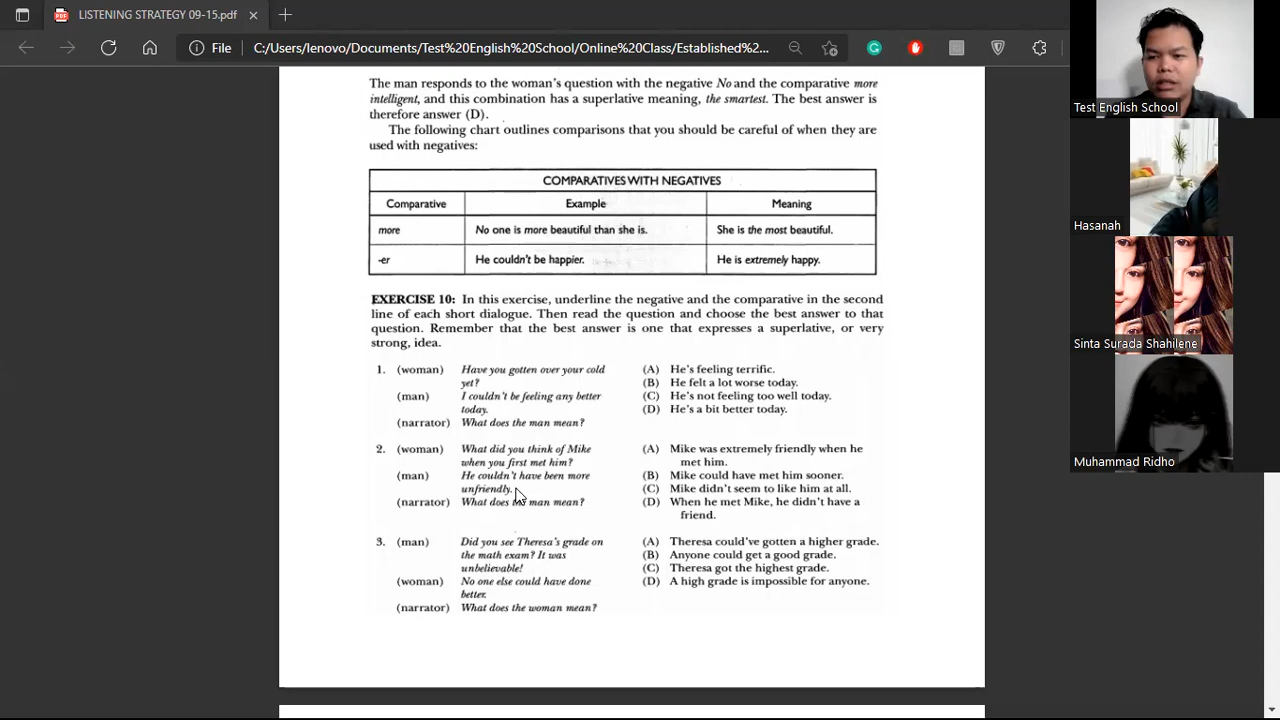 LISTENING STRATEGY 09-15.pdf
File
C:/Users/lenovo/Documents/Test%20English%20School/Online%20Class/Established%2...
The man responds to the woman's question with the negative No and the comparative more
intelligent, and this combination has a superlative meaning, the smartest. The best answer is
therefore answer (D).
The following chart outlines comparisons that you should be careful of when they are
used with negatives:
COMPARATIVES WITH NEGATIVES
Comparative Example Meaning
more No one is more beautiful than she is. She is the most beautiful.
-er He couldn't be happier. He is extremely happy.
EXERCISE 10: In this exercise, underline the negative and the comparative in the second
line of each short dialogue. Then read the question and choose the best answer to that
question. Remember that the best answer is one that expresses a superlative, or very
strong, idea.
1. (woman) Have you gotten over your cold
yet?
(man) I couldn't be feeling any better
today.
(narrator) What does the man mean?
(A) He's feeling terrific.
(B) He felt a lot worse today.
(C) He's not feeling too well today.
(D) He's a bit better today.
2. (woman) What did you think of Mike
when you first met him?
(man) He couldn't have been more
unfriendly.
(narrator) What does the man mean?
(A) Mike was extremely friendly when he
met him.
(B) Mike could have met him sooner.
(C) Mike didn't seem to like him at all.
(D) When he met Mike, he didn't have a
friend.
3. (man) Did you see Theresa's grade on
the math exam? It was
unbelievable!
(woman) No one else could have done
better.
(narrator) What does the woman mean?
(A) Theresa could've gotten a higher grade.
(B) Anyone could get a good grade.
(C) Theresa got the highest grade.
(D) A high grade is impossible for anyone.
Test English School
Hasanah
Sinta Surada Shahilene
Muhammad Ridho